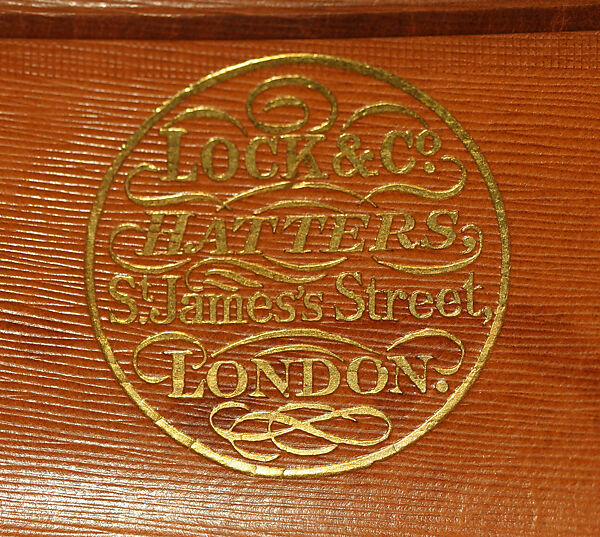 LOCK & Cº
HATTERS,
Sᵗ. James's Street,
LONDON.